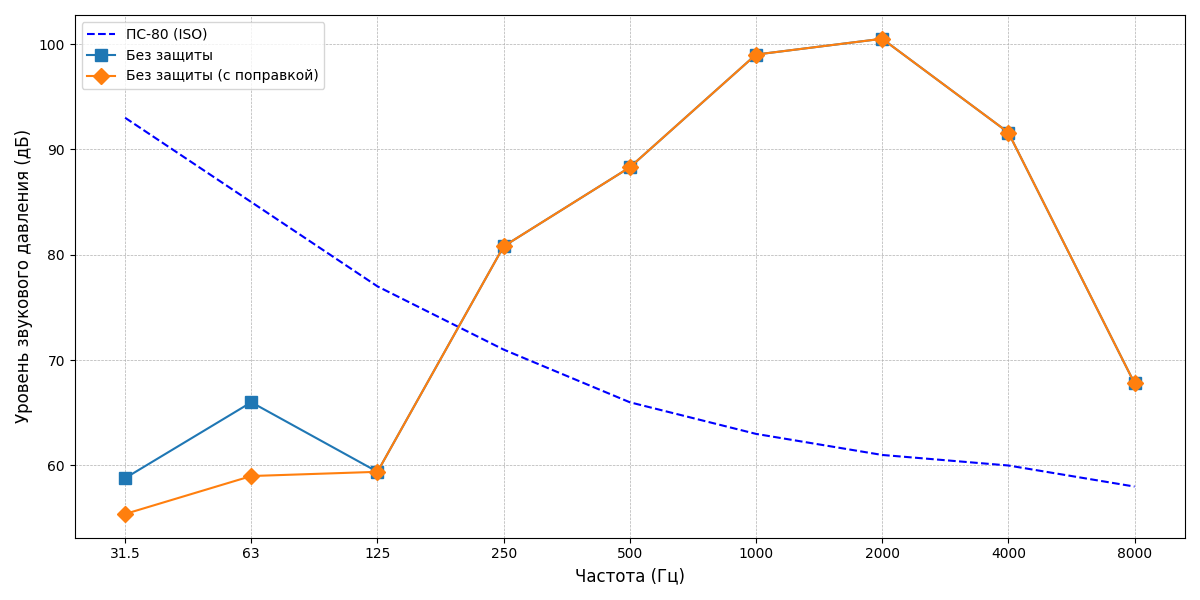 ПС-80 (ISO)
Без защиты
Без защиты (с поправкой)
Уровень звукового давления (дБ)
100
90
80
70
60
31.5 63 125 250 500 1000 2000 4000 8000
Частота (Гц)